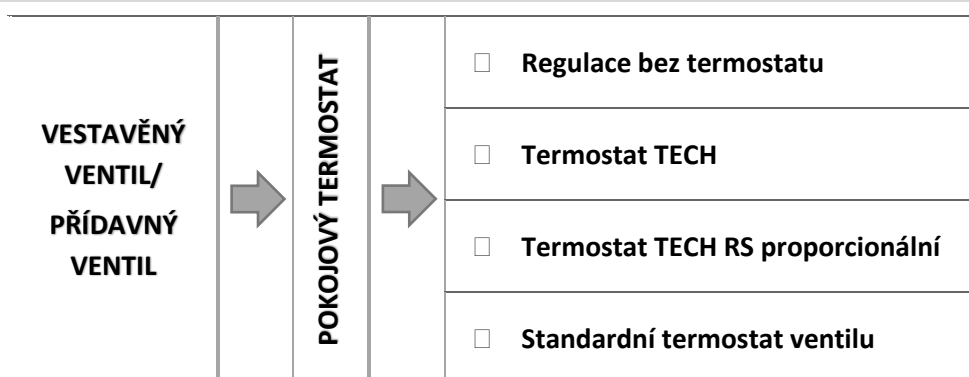 VESTAVĚNÝ
VENTIL/
PŘÍDAVNÝ
VENTIL
POKOJOVÝ TERMOSTAT
Regulace bez termostatu
Termostat TECH
Termostat TECH RS proporcionální
Standardní termostat ventilu